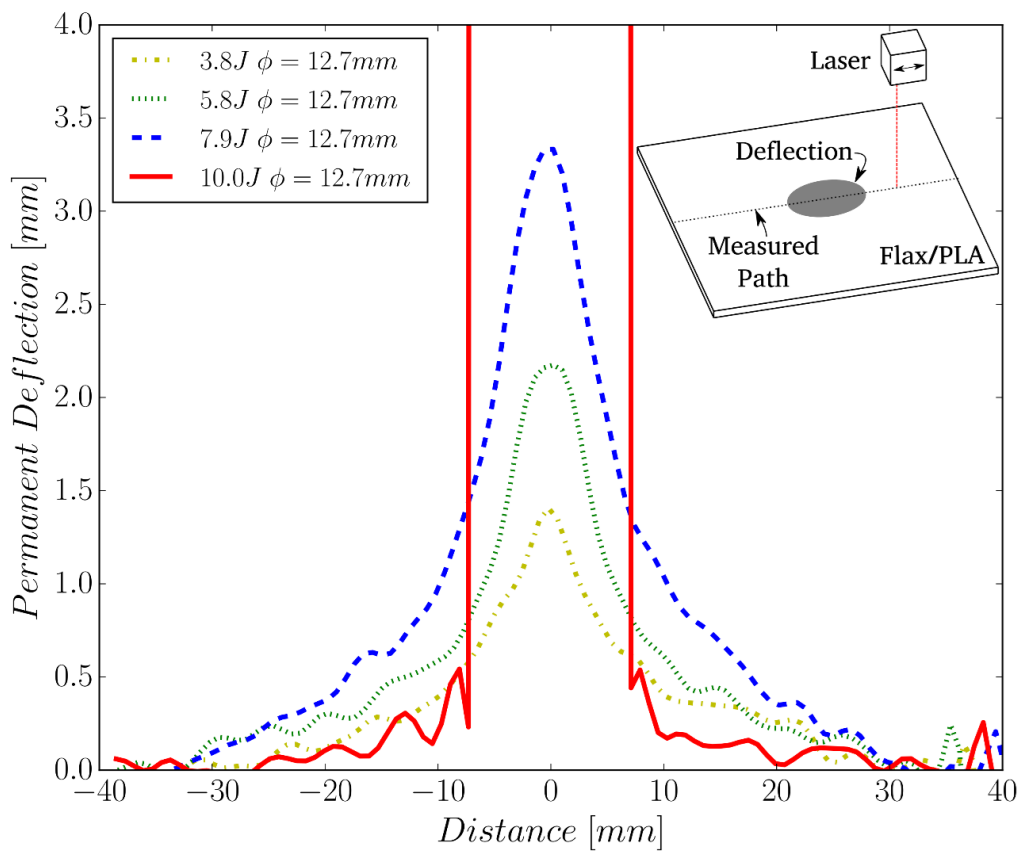 4.0
3.5
3.0
2.5
2.0
1.5
1.0
0.5
0.0
Permanent Deflection [mm]
3.8J ϕ = 12.7mm
5.8J ϕ = 12.7mm
7.9J ϕ = 12.7mm
10.0J ϕ = 12.7mm
Laser
Deflection
Measured
Path
Flax/PLA
−40 −30 −20 −10 0 10 20 30 40
Distance [mm]